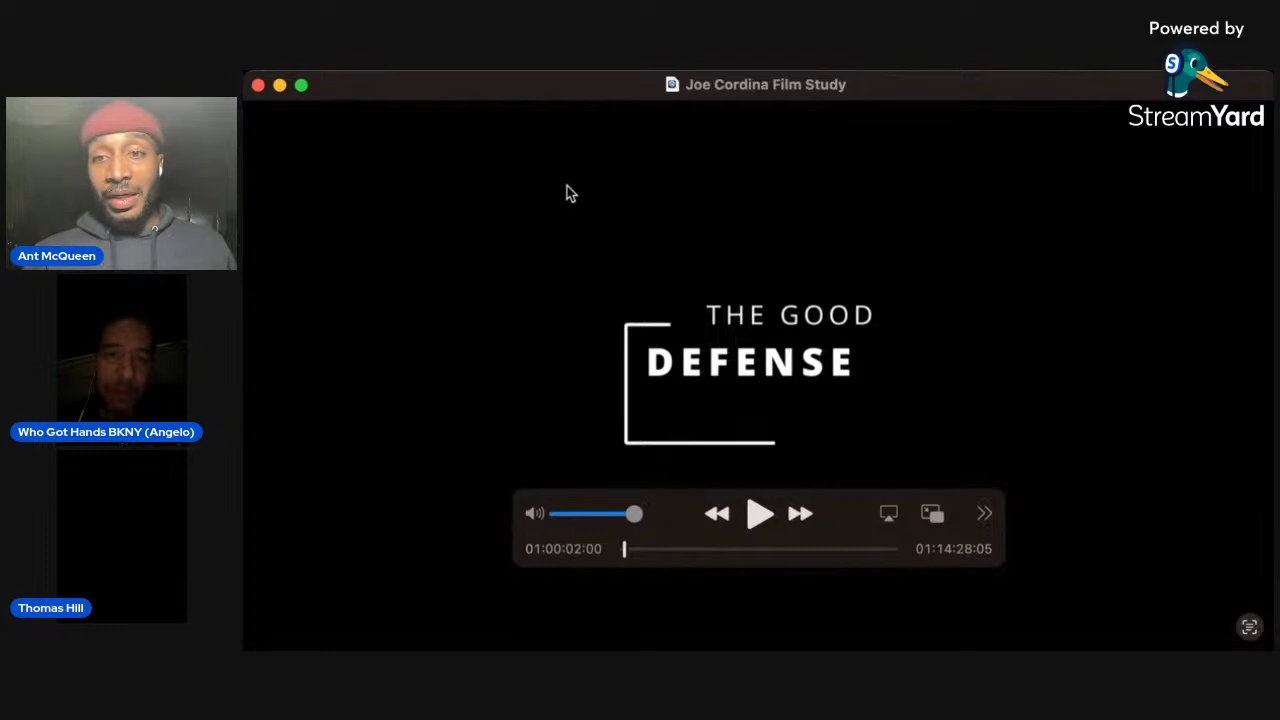 Powered by
StreamYard
Joe Cordina Film Study
Ant McQueen
THE GOOD
DEFENSE
Who Got Hands BKNY (Angelo)
01:00:02:00
01:14:28:05
Thomas Hill